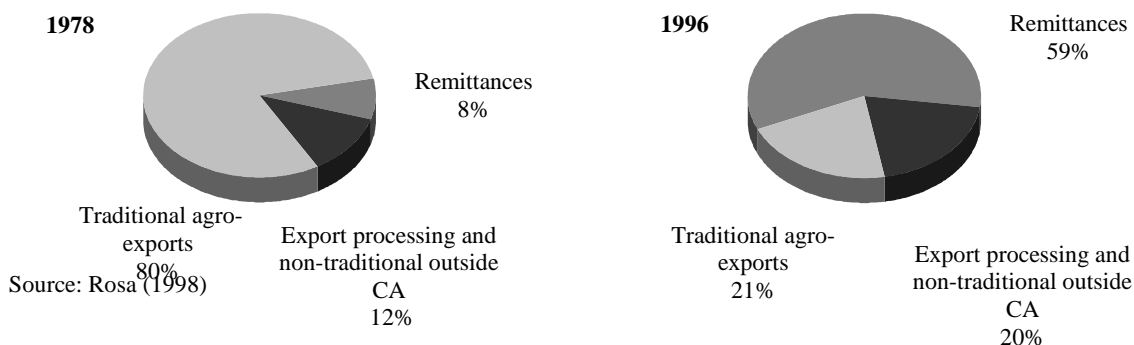 1978
Remittances
8%
Traditional agro-
exports
80%
Export processing and
non-traditional outside
CA
12%
Source: Rosa (1998)
1996
Remittances
59%
Traditional agro-
exports
21%
Export processing and
non-traditional outside
CA
20%